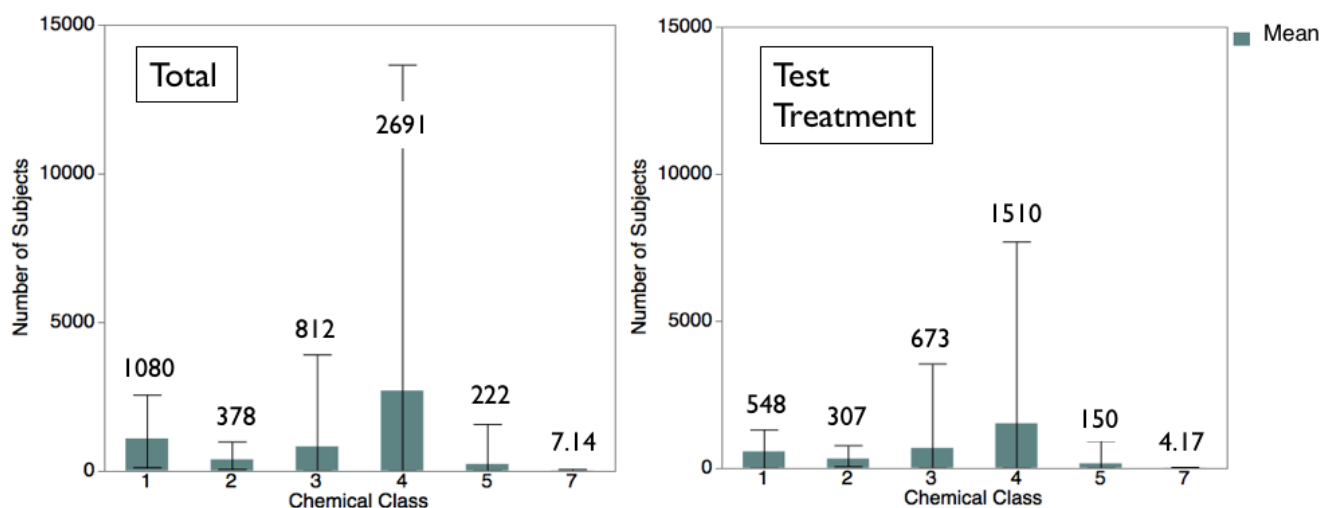 15000
Total
2691
10000
Number of Subjects
5000
1080
378
812
222
7.14
0
1 2 3 4 5 7
Chemical Class
15000
Mean
Test
Treatment
10000
Number of Subjects
1510
5000
548
307
673
150
4.17
0
1 2 3 4 5 7
Chemical Class